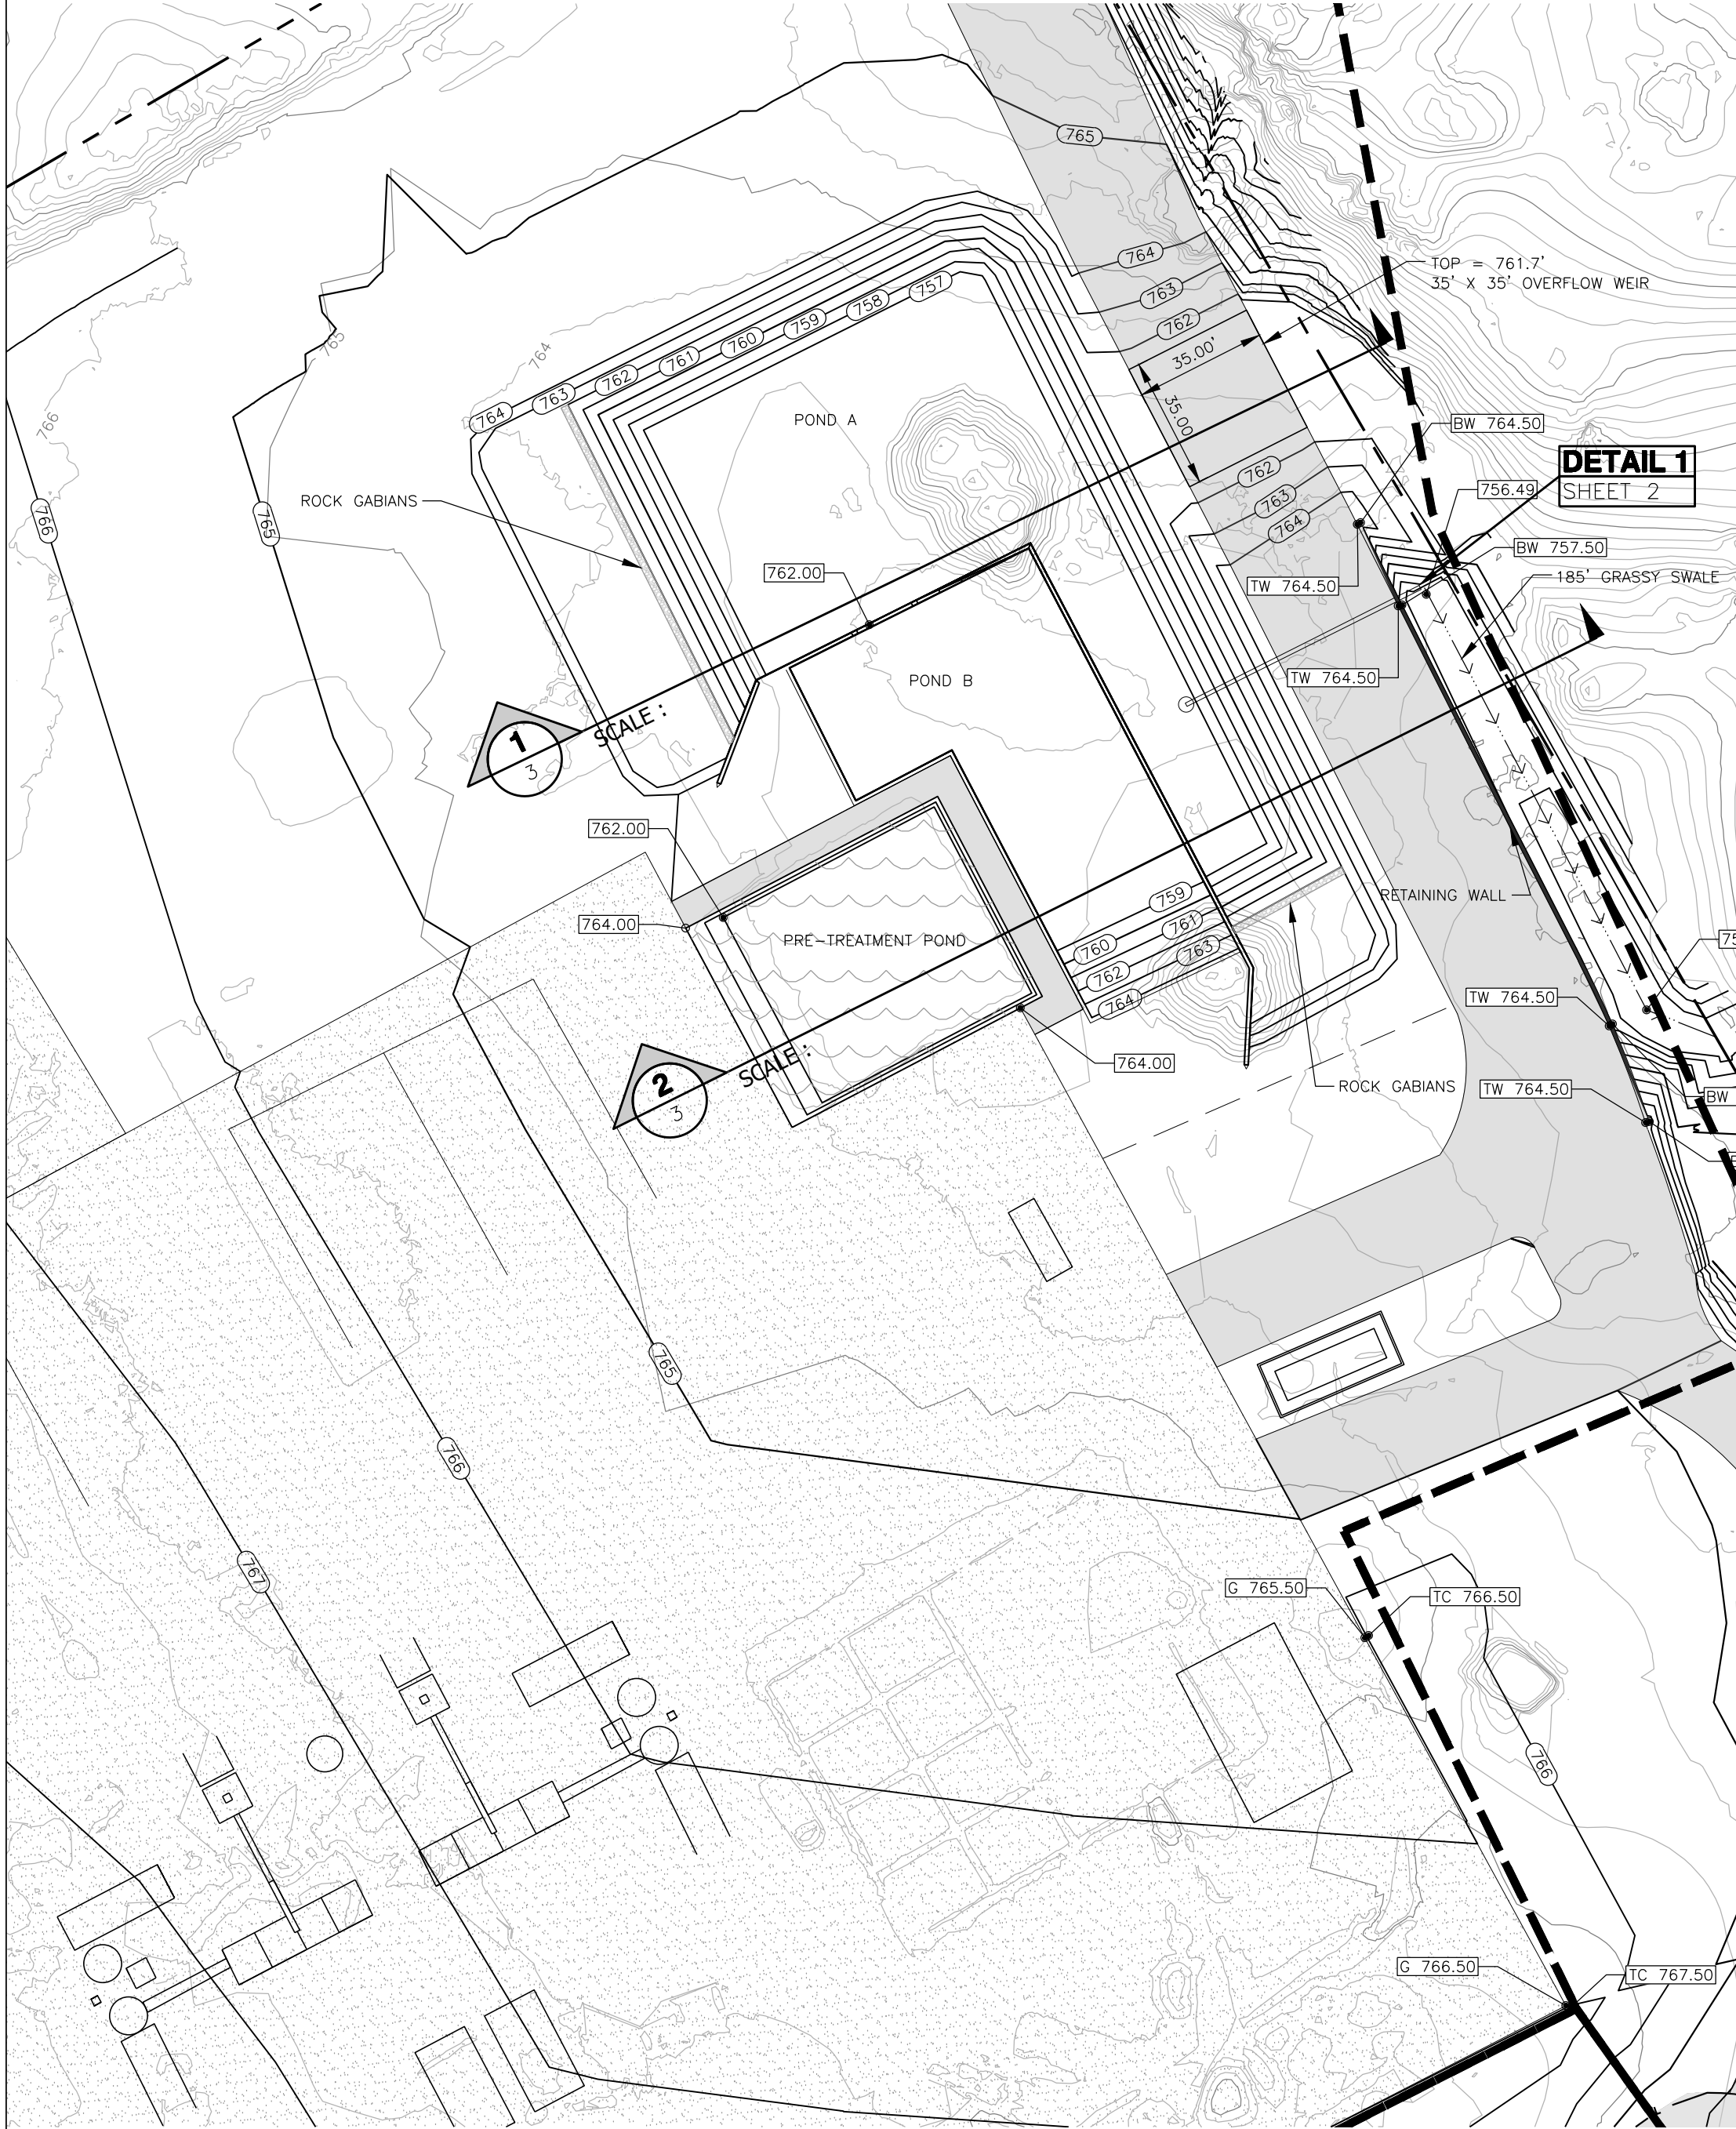 765
764
763
762
TOP = 761.7'
35' X 35' OVERFLOW WEIR
35.00'
35.00
757
758
759
760
761
762
763
764
764
765
766
766
765
POND A
BW 764.50
DETAIL 1
SHEET 2
756.49
762
763
764
ROCK GABIANS
BW 757.50
762.00
TW 764.50
185' GRASSY SWALE
TW 764.50
POND B
1
3
SCALE :
762.00
RETAINING WALL
764.00
PRE-TREATMENT POND
759
760
761
762
763
764
TW 764.50
2
3
SCALE :
764.00
ROCK GABIANS
TW 764.50
BW
765
766
767
G 765.50
TC 766.50
766
G 766.50
TC 767.50